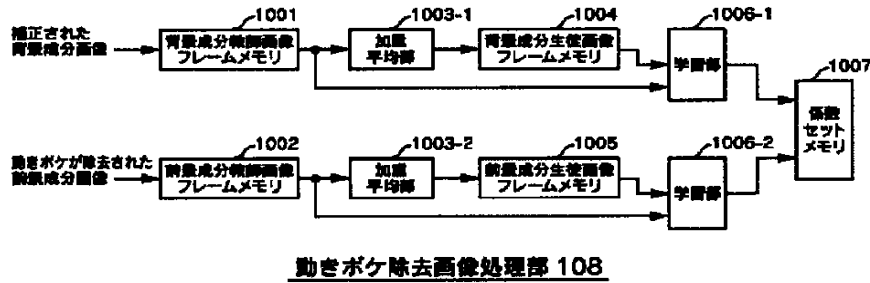 1001
1003-1
1004
1006-1
補正された
背景成分画像
背景成分教師画像
フレームメモリ
加重
平均部
背景成分生徒画像
フレームメモリ
学習部
1007
係数
セット
メモリ
1002
1003-2
1005
1006-2
動きボケが除去された
前景成分画像
前景成分教師画像
フレームメモリ
加重
平均部
前景成分生徒画像
フレームメモリ
学習部
動きボケ除去画像処理部 108